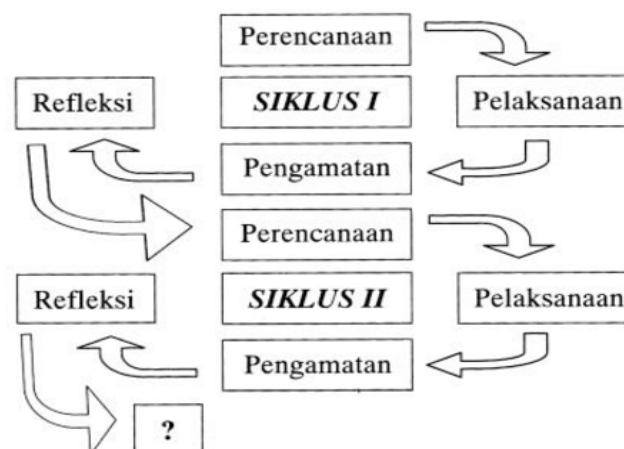 Perencanaan
Refleksi
SIKLUS I
Pelaksanaan
Pengamatan
Perencanaan
Refleksi
SIKLUS II
Pelaksanaan
Pengamatan
?